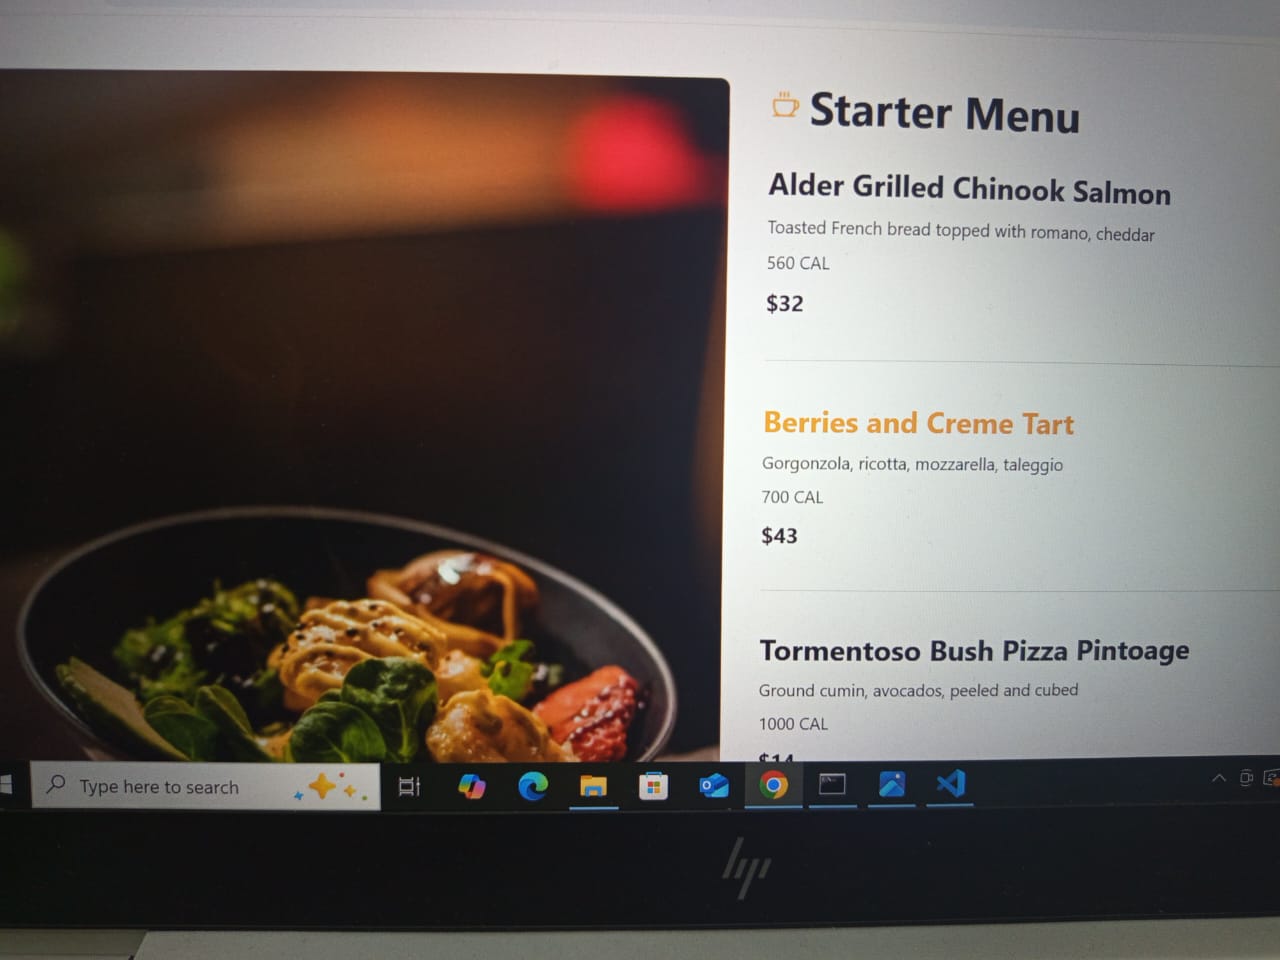 Starter Menu
Alder Grilled Chinook Salmon
Toasted French bread topped with romano, cheddar
560 CAL
$32
Berries and Creme Tart
Gorgonzola, ricotta, mozzarella, taleggio
700 CAL
$43
Tormentoso Bush Pizza Pintoage
Ground cumin, avocados, peeled and cubed
1000 CAL
$14
Type here to search
hp